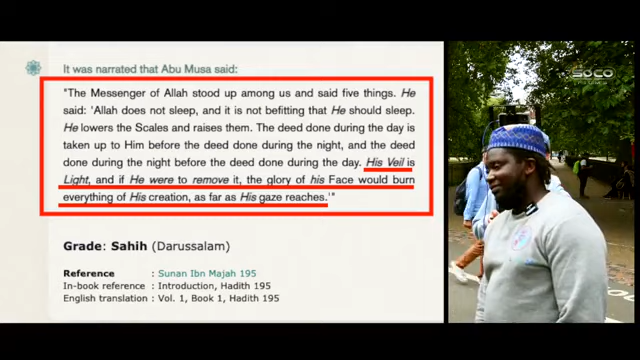 It was narrated that Abu Musa said:
"The Messenger of Allah stood up among us and said five things. He
said: 'Allah does not sleep, and it is not befitting that He should sleep.
He lowers the Scales and raises them. The deed done during the day is
taken up to Him before the deed done during the night, and the deed
done during the night before the deed done during the day. His Veil is
Light, and if He were to remove it, the glory of his Face would burn
everything of His creation, as far as His gaze reaches.'"
Grade: Sahih (Darussalam)
Reference : Sunan Ibn Majah 195
In-book reference : Introduction, Hadith 195
English translation : Vol. 1, Book 1, Hadith 195
SOCO